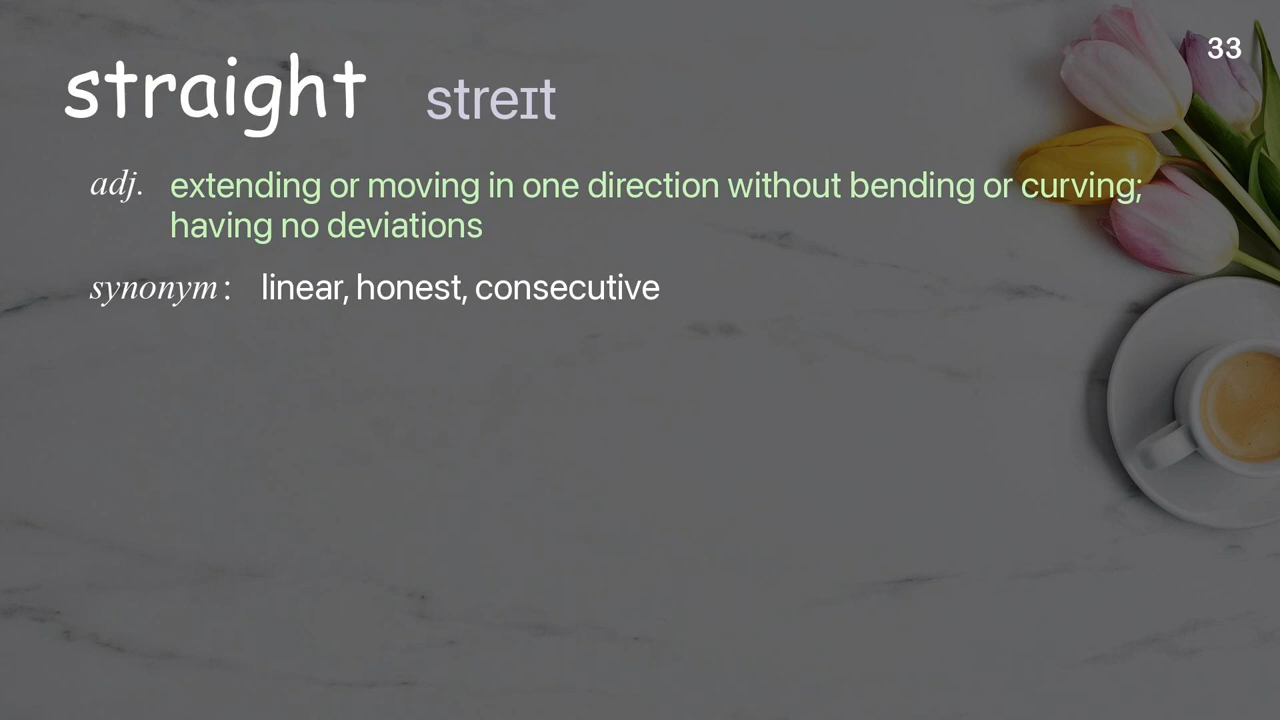 33
straight streɪt
adj. extending or moving in one direction without bending or curving;
having no deviations
synonym: linear, honest, consecutive